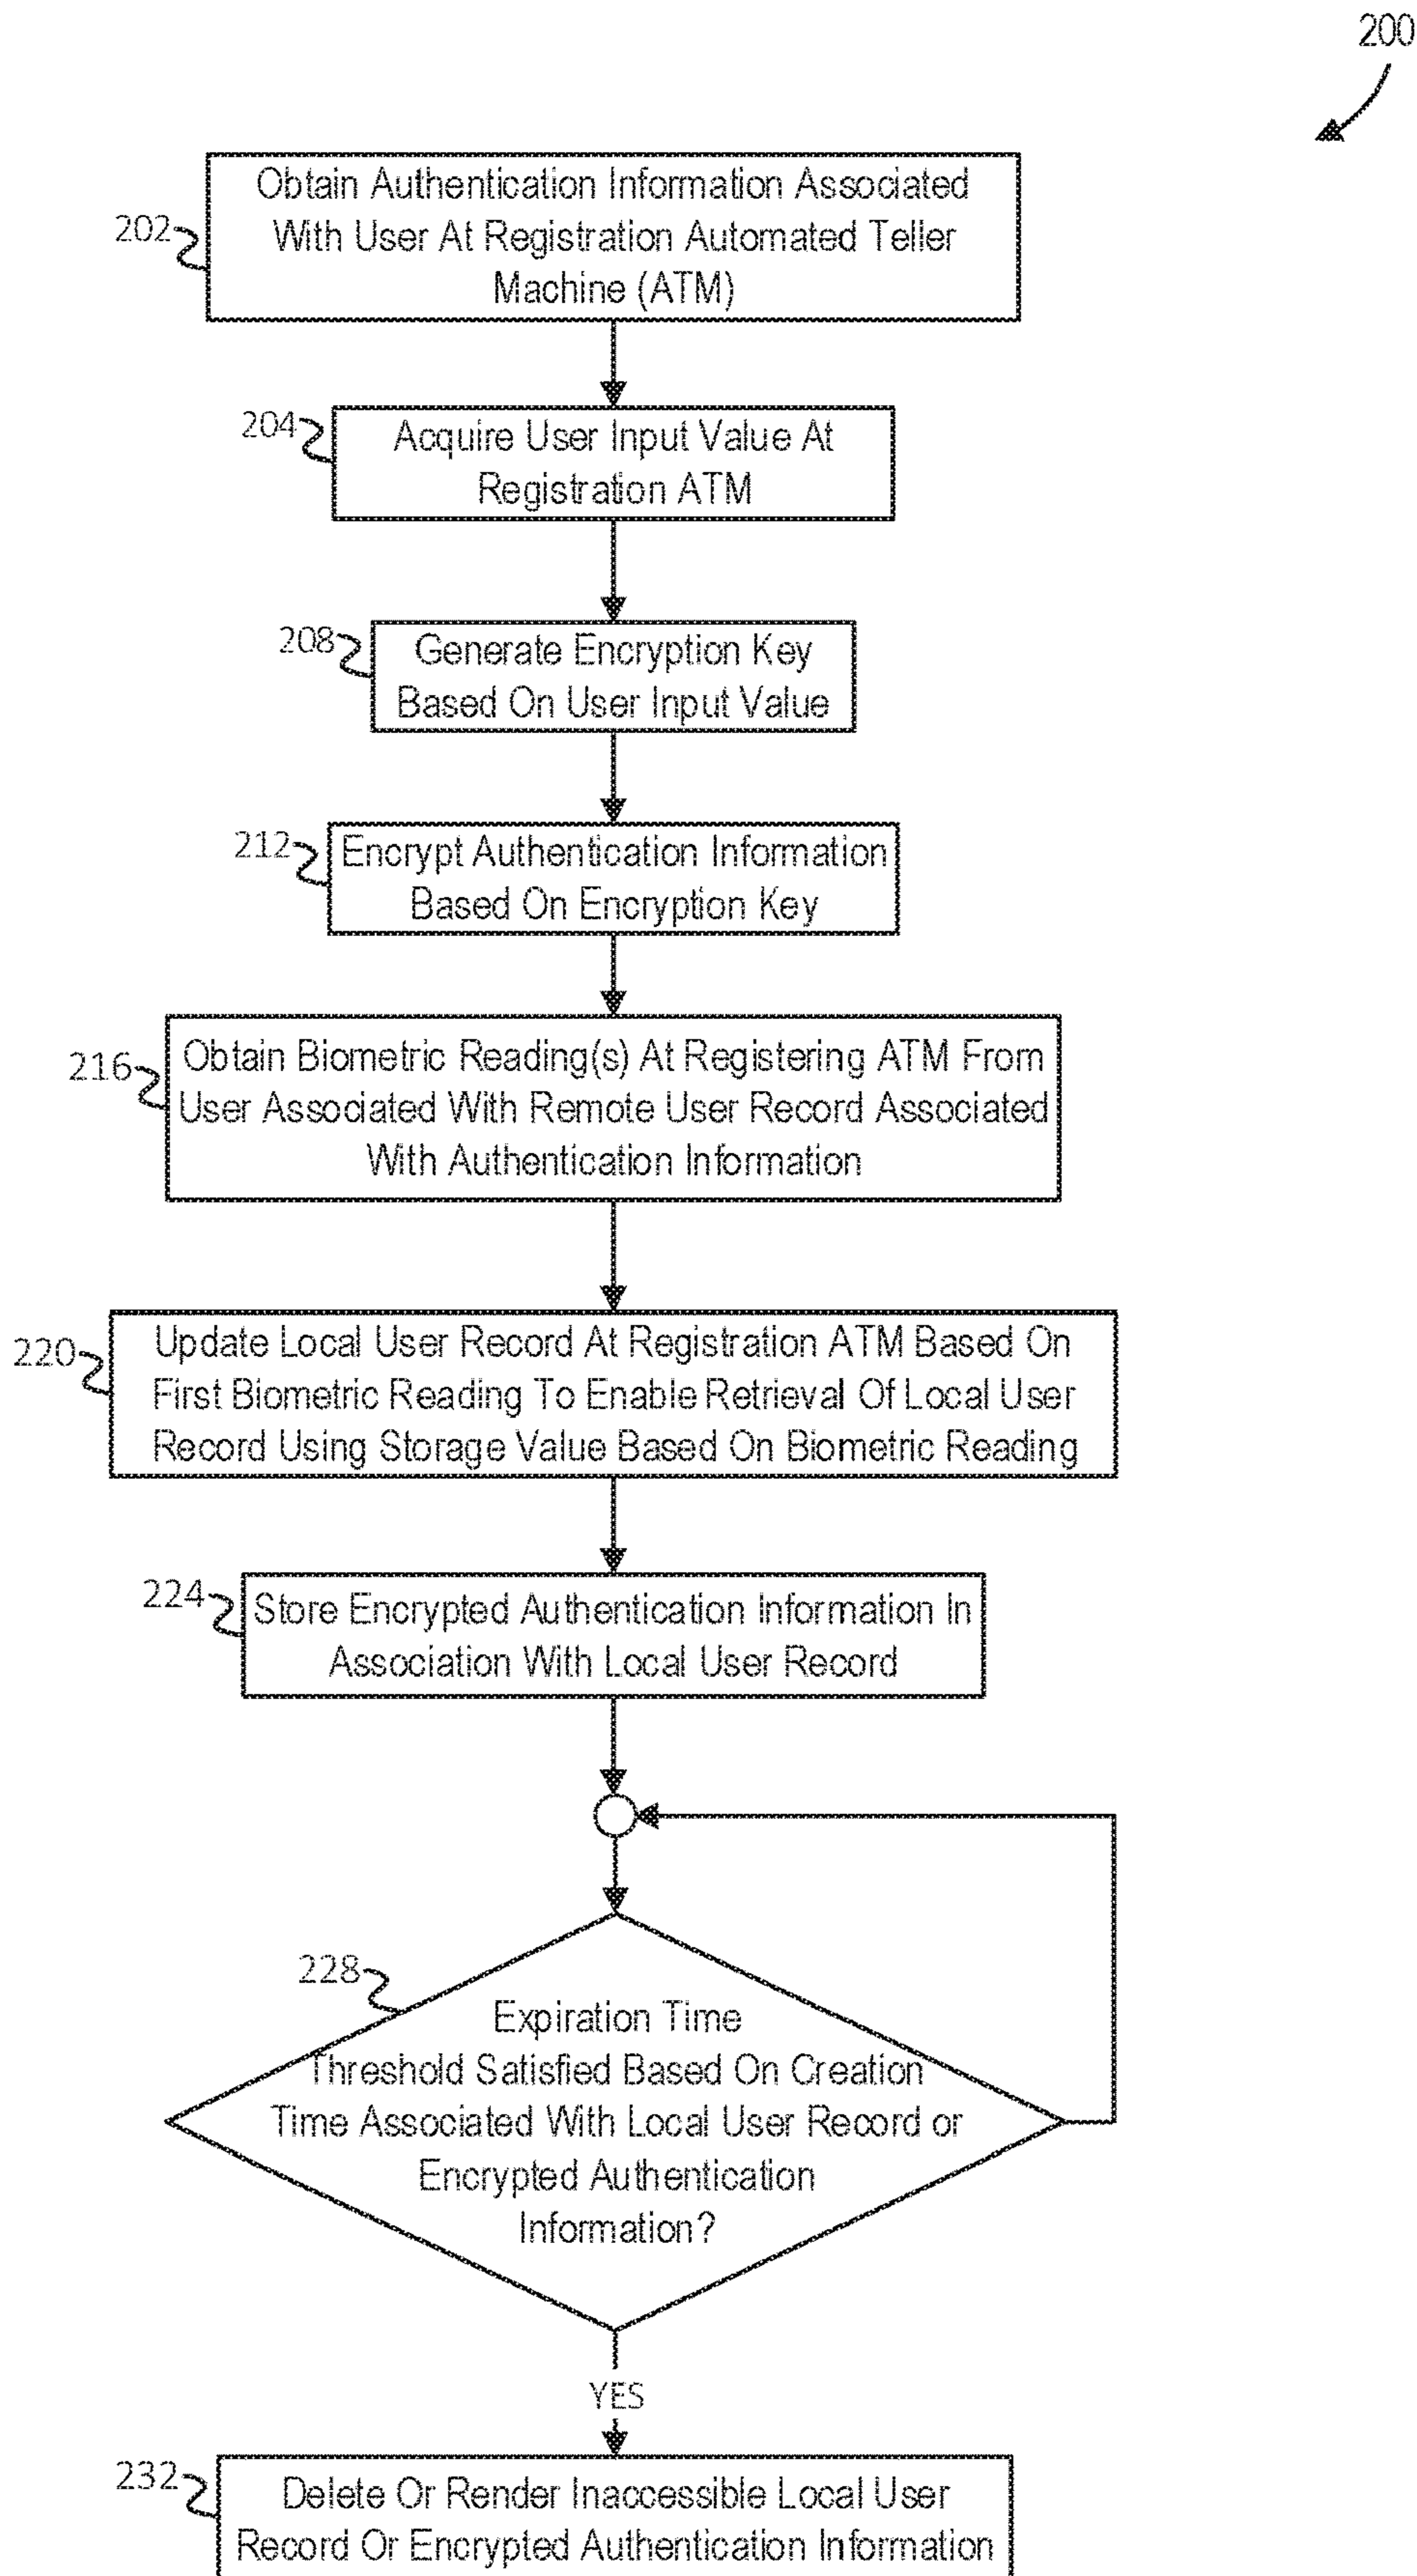 200
202
Obtain Authentication Information Associated
With User At Registration Automated Teller
Machine (ATM)
204
Acquire User Input Value At
Registration ATM
208
Generate Encryption Key
Based On User Input Value
212
Encrypt Authentication Information
Based On Encryption Key
216
Obtain Biometric Reading(s) At Registering ATM From
User Associated With Remote User Record Associated
With Authentication Information
220
Update Local User Record At Registration ATM Based On
First Biometric Reading To Enable Retrieval Of Local User
Record Using Storage Value Based On Biometric Reading
224
Store Encrypted Authentication Information In
Association With Local User Record
228
Expiration Time
Threshold Satisfied Based On Creation
Time Associated With Local User Record or
Encrypted Authentication
Information?
YES
232
Delete Or Render Inaccessible Local User
Record Or Encrypted Authentication Information